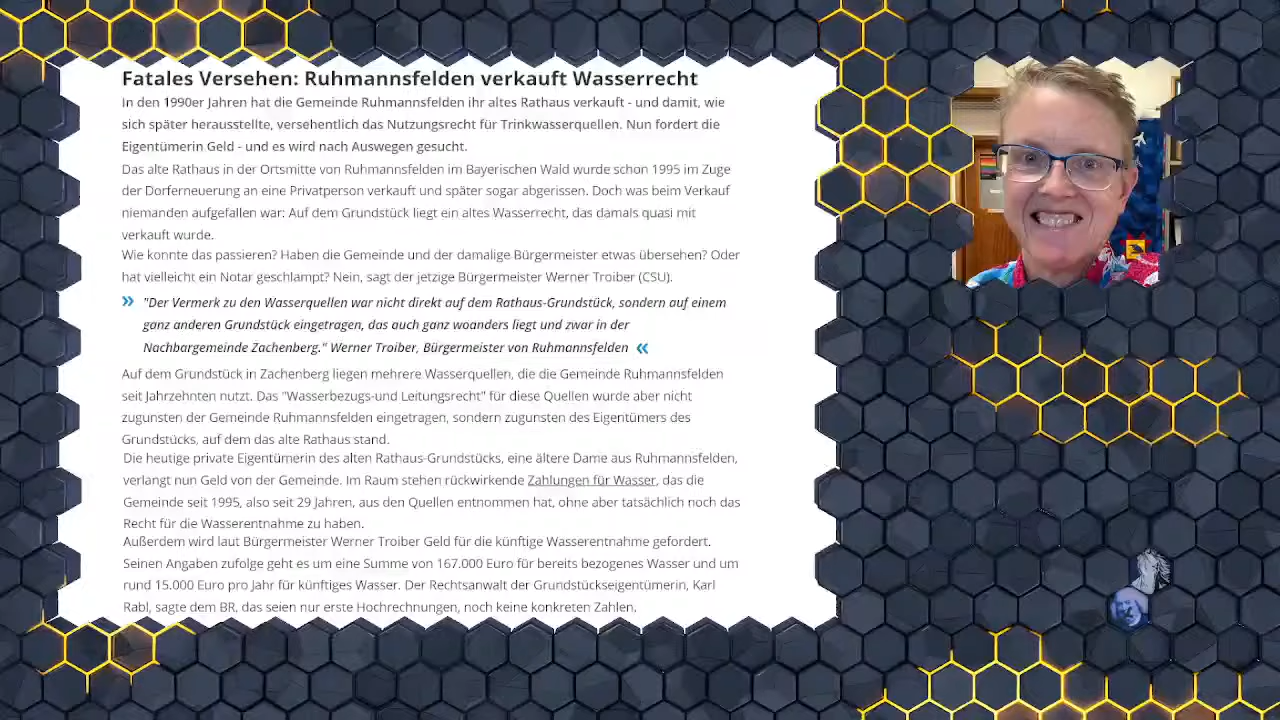 Fatales Versehen: Ruhmannsfelden verkauft Wasserrecht
In den 1990er Jahren hat die Gemeinde Ruhmannsfelden ihr altes Rathaus verkauft - und damit, wie
sich später herausstellte, versehentlich das Nutzungsrecht für Trinkwasserquellen. Nun fordert die
Eigentümerin Geld - und es wird nach Auswegen gesucht.
Das alte Rathaus in der Ortsmitte von Ruhmannsfelden im Bayerischen Wald wurde schon 1995 im Zuge
der Dorferneuerung an eine Privatperson verkauft und später sogar abgerissen. Doch was beim Verkauf
niemanden aufgefallen war: Auf dem Grundstück liegt ein altes Wasserrecht, das damals quasi mit
verkauft wurde.
Wie konnte das passieren? Haben die Gemeinde und der damalige Bürgermeister etwas übersehen? Oder
hat vielleicht ein Notar geschlampt? Nein, sagt der jetzige Bürgermeister Werner Troiber (CSU).
» "Der Vermerk zu den Wasserquellen war nicht direkt auf dem Rathaus-Grundstück, sondern auf einem
ganz anderen Grundstück eingetragen, das auch ganz woanders liegt und zwar in der
Nachbargemeinde Zachenberg." Werner Troiber, Bürgermeister von Ruhmannsfelden «
Auf dem Grundstück in Zachenberg liegen mehrere Wasserquellen, die die Gemeinde Ruhmannsfelden
seit Jahrzehnten nutzt. Das "Wasserbezugs-und Leitungsrecht" für diese Quellen wurde aber nicht
zugunsten der Gemeinde Ruhmannsfelden eingetragen, sondern zugunsten des Eigentümers des
Grundstücks, auf dem das alte Rathaus stand.
Die heutige private Eigentümerin des alten Rathaus-Grundstücks, eine ältere Dame aus Ruhmannsfelden,
verlangt nun Geld von der Gemeinde. Im Raum stehen rückwirkende Zahlungen für Wasser, das die
Gemeinde seit 1995, also seit 29 Jahren, aus den Quellen entnommen hat, ohne aber tatsächlich noch das
Recht für die Wasserentnahme zu haben.
Außerdem wird laut Bürgermeister Werner Troiber Geld für die künftige Wasserentnahme gefordert.
Seinen Angaben zufolge geht es um eine Summe von 167.000 Euro für bereits bezogenes Wasser und um
rund 15.000 Euro pro Jahr für künftiges Wasser. Der Rechtsanwalt der Grundstückseigentümerin, Karl
Rabl, sagte dem BR, das seien nur erste Hochrechnungen, noch keine konkreten Zahlen.